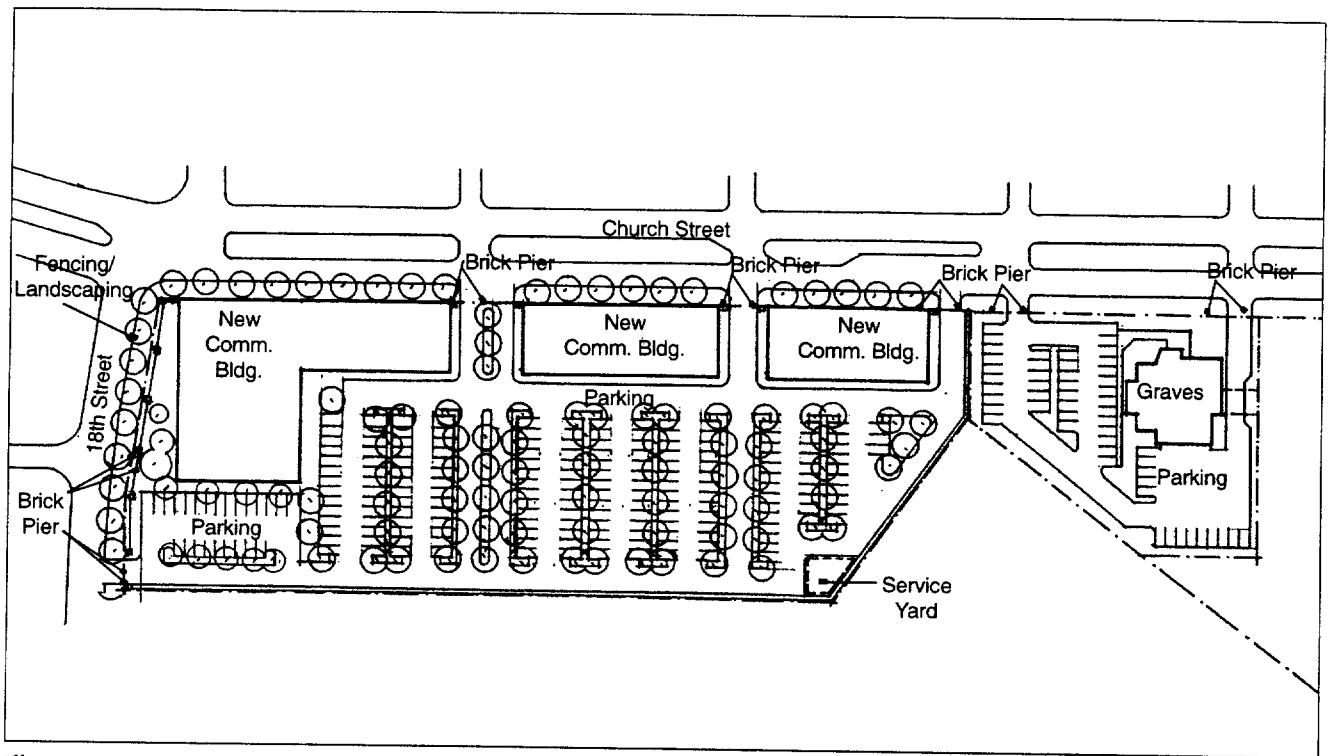 Church Street
Fencing/
Landscaping
Brick Pier
Brick Pier
Brick Pier
Brick Pier
New
Comm.
Bldg.
New
Comm. Bldg.
New
Comm. Bldg.
18th Street
Parking
Graves
Parking
Brick
Pier
Parking
Service
Yard